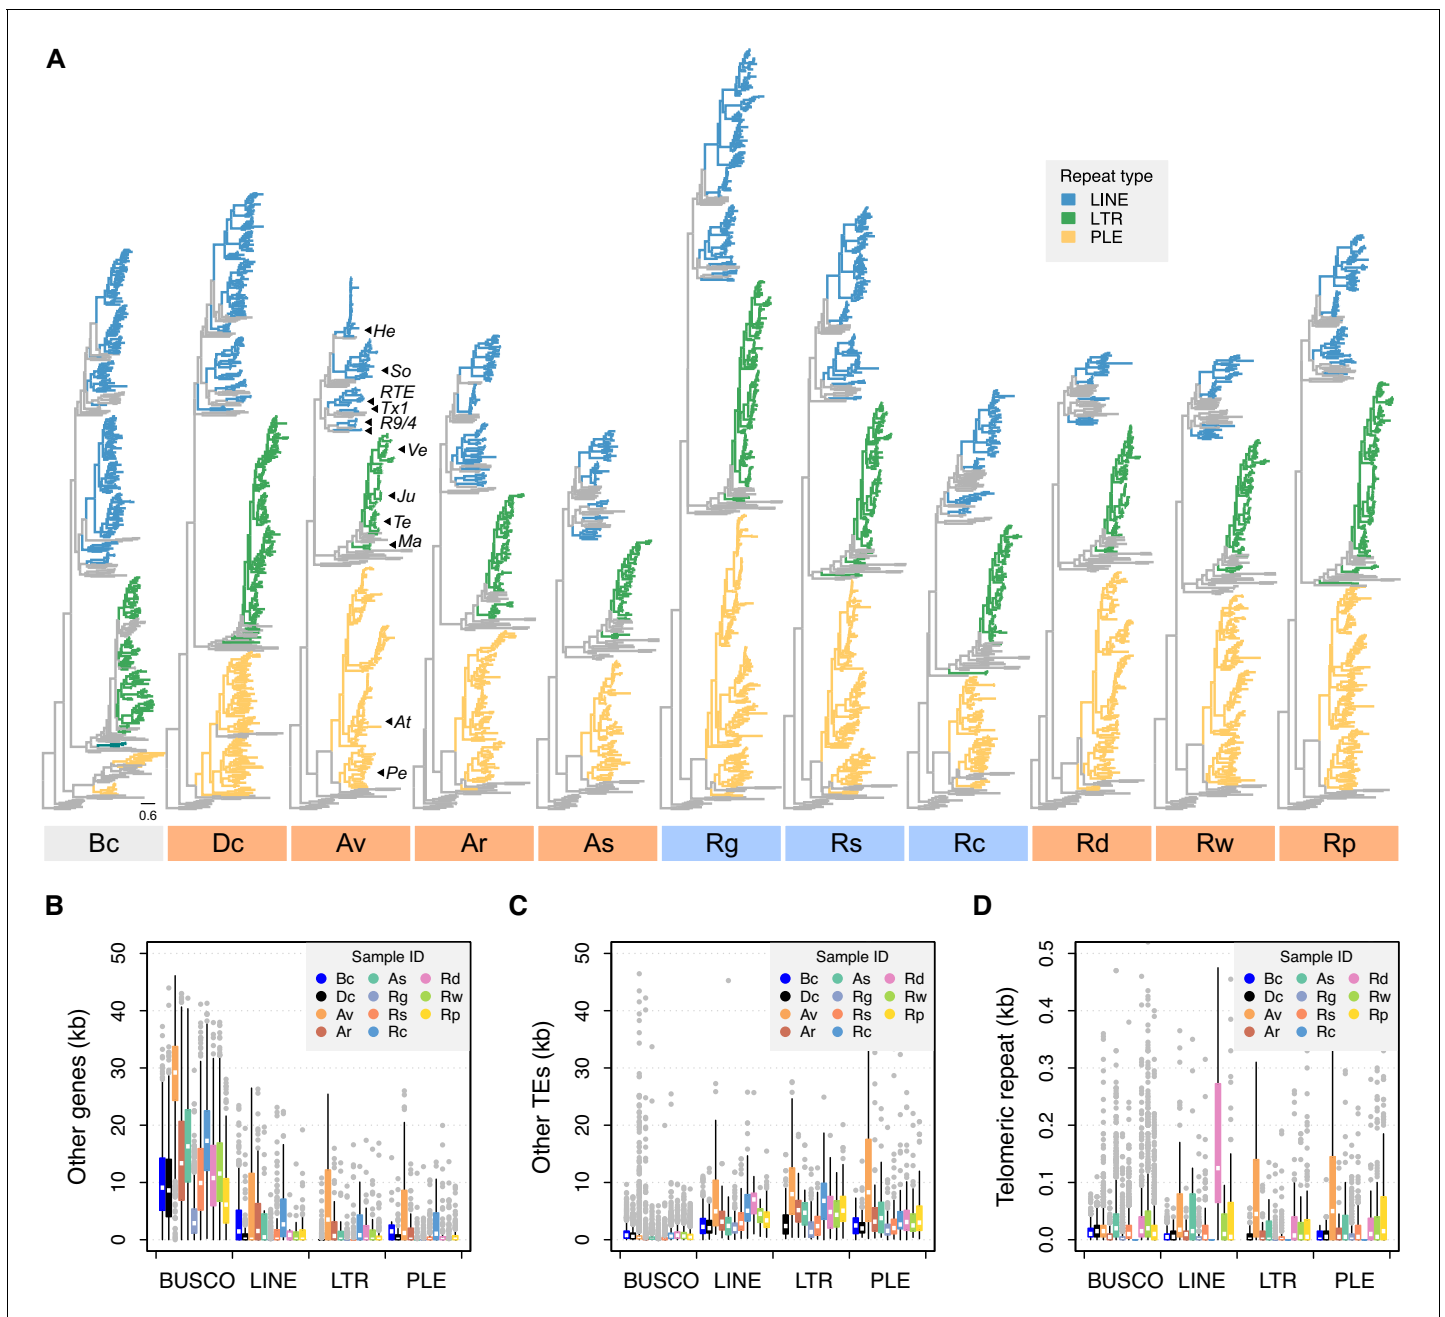 A
Repeat type
LINE
LTR
PLE
He
So
RTE
Tx1
R9/4
Ve
Ju
Te
Ma
At
Pe
0.6
Bc Dc Av Ar As Rg Rs Rc Rd Rw Rp
B
Other genes (kb)
50
40
30
20
10
0
Sample ID
Bc As Rd
Dc Rg Rw
Av Rs Rp
Ar Rc
BUSCO LINE LTR PLE
C
Other TEs (kb)
50
40
30
20
10
0
Sample ID
Bc As Rd
Dc Rg Rw
Av Rs Rp
Ar Rc
BUSCO LINE LTR PLE
D
Telomeric repeat (kb)
0.5
0.4
0.3
0.2
0.1
0.0
Sample ID
Bc As Rd
Dc Rg Rw
Av Rs Rp
Ar Rc
BUSCO LINE LTR PLE